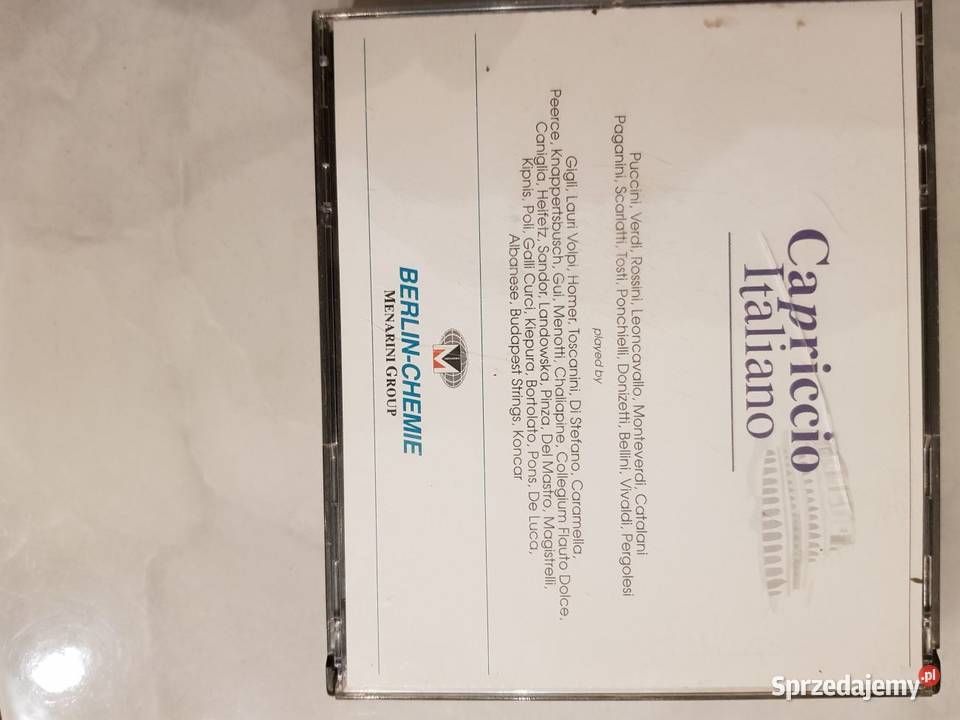 Capriccio
Italiano
Puccini, Verdi, Rossini, Leoncavallo, Monteverdi, Catalani
Paganini, Scarlatti, Tosti, Ponchielli, Donizetti, Bellini, Vivaldi, Pergolesi
played by
Gigli, Lauri Volpi, Homer, Toscanini, Di Stefano, Caramella,
Peerce, Knappertsbusch, Gui, Menotti, Challapine, Collegium Flauto Dolce,
Caniglia, Heifetz, Sandor, Landowska, Pinza, Del Mastro, Magistrelli,
Kipnis, Poli, Galli Curci, Kiepura, Bortolato, Pons, De Luca,
Albanese, Budapest Strings, Koncar
M
BERLIN-CHEMIE
MENARINI GROUP
Sprzedajemy.pl